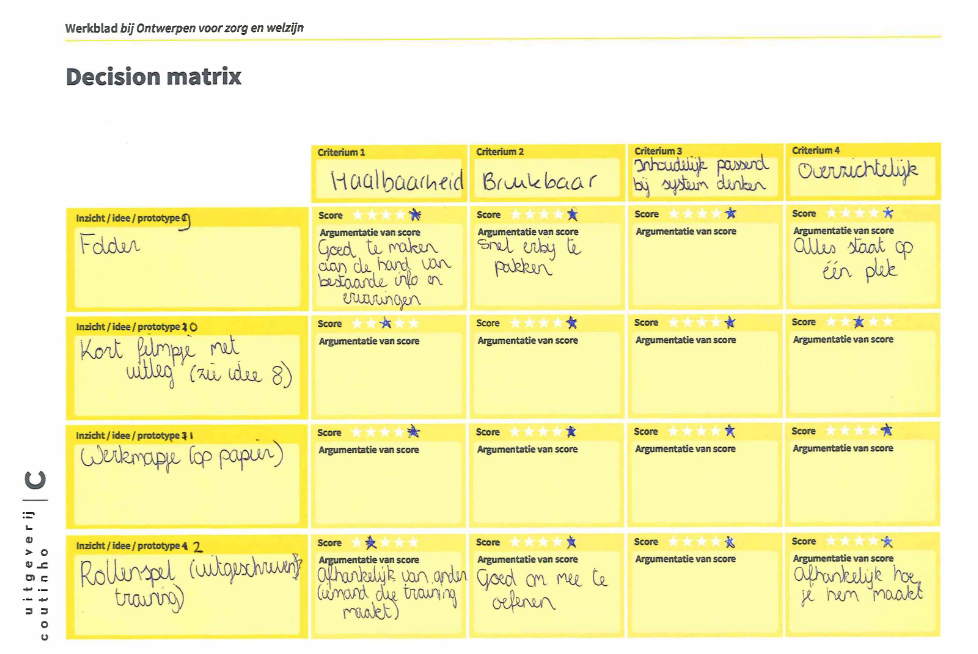 Werkblad bij Ontwerpen voor zorg en welzijn
Decision matrix
Criterium 1
Haalbaarheid
Criterium 2
Bruikbaar
Criterium 3
Inhoudelijk passend
bij systeem denken
Criterium 4
Overzichtelijk
Inzicht / idee / prototype 9
Folder
Score
Argumentatie van score
Goed te maken
aan de hand van
bestaande info en
ervaringen
Score
Argumentatie van score
Snel erbij te
pakken
Score
Argumentatie van score
Score
Argumentatie van score
Alles staat op
één plek
Inzicht / idee / prototype 10
Kort filmpje met
uitleg (zie idee 8)
Score
Argumentatie van score
Score
Argumentatie van score
Score
Argumentatie van score
Score
Argumentatie van score
Inzicht / idee / prototype 11
Werkmapje (op papier)
Score
Argumentatie van score
Score
Argumentatie van score
Score
Argumentatie van score
Score
Argumentatie van score
Inzicht / idee / prototype 12
Rollenspel (uitgeschreven
training)
Score
Argumentatie van score
Afhankelijk van ander
(iemand die training
maakt)
Score
Argumentatie van score
Goed om mee te
oefenen
Score
Argumentatie van score
Score
Argumentatie van score
Afhankelijk hoe
je hem maakt
uitgeverij
coutinho
C